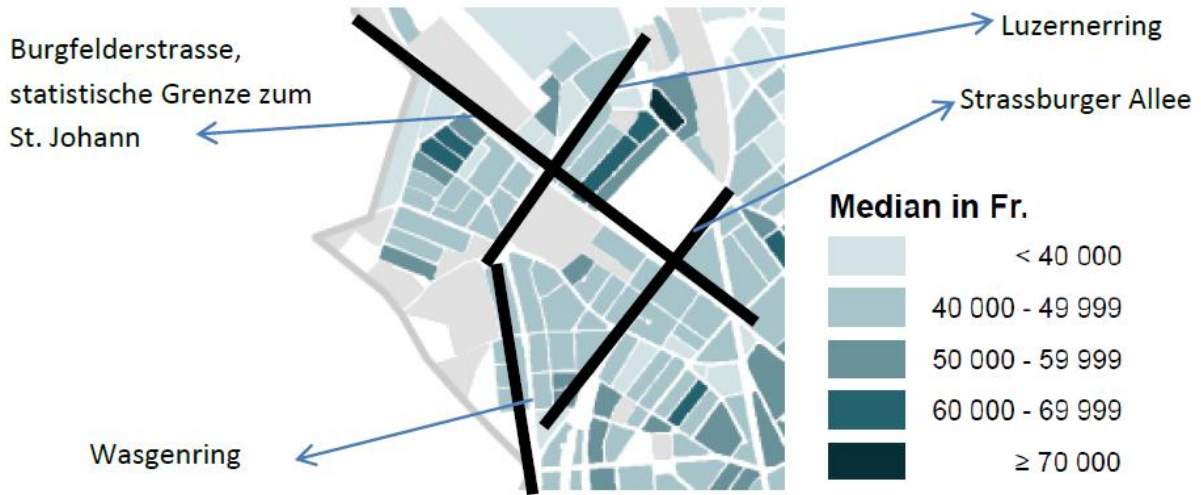 Burgfelderstrasse,
statistische Grenze zum
St. Johann
Luzernerring
Strassburger Allee
Median in Fr.
< 40 000
40 000 - 49 999
50 000 - 59 999
60 000 - 69 999
≥ 70 000
Wasgenring